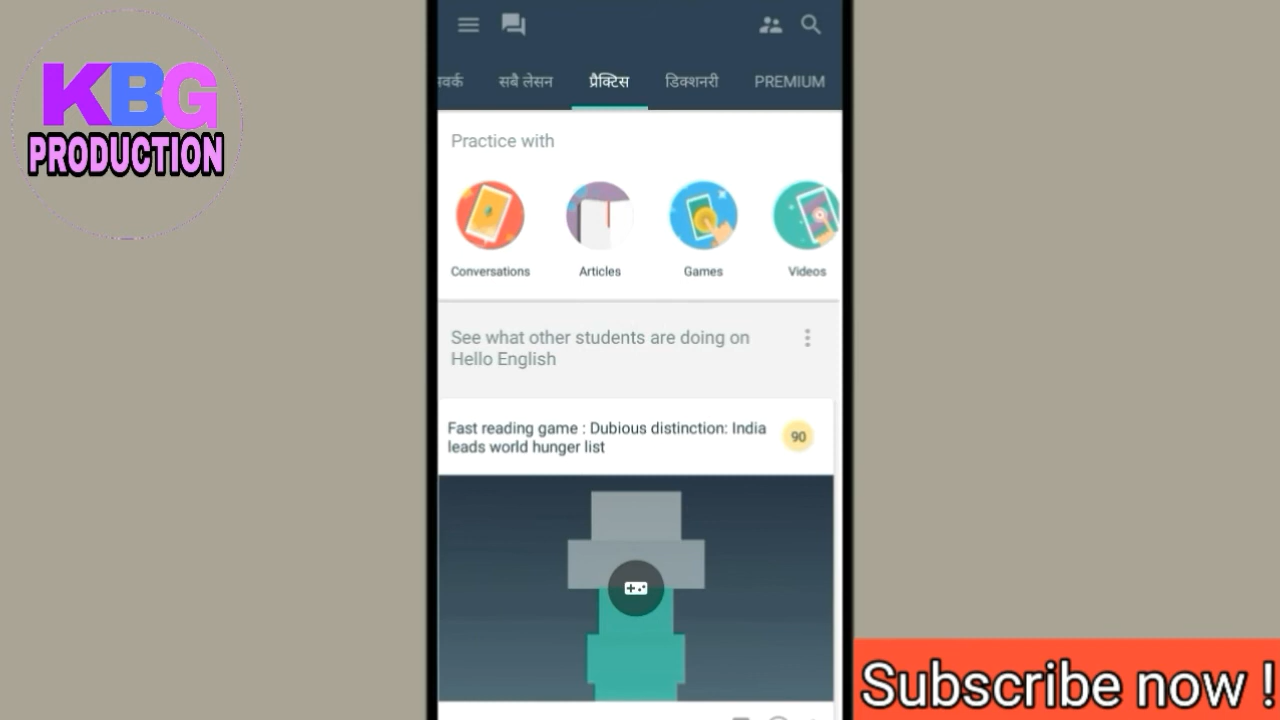 KBG
PRODUCTION
सबै लेसन
प्रैक्टिस
डिक्शनरी
PREMIUM
Practice with
Conversations
Articles
Games
Videos
See what other students are doing on
Hello English
Fast reading game : Dubious distinction: India
leads world hunger list
90
Subscribe now !